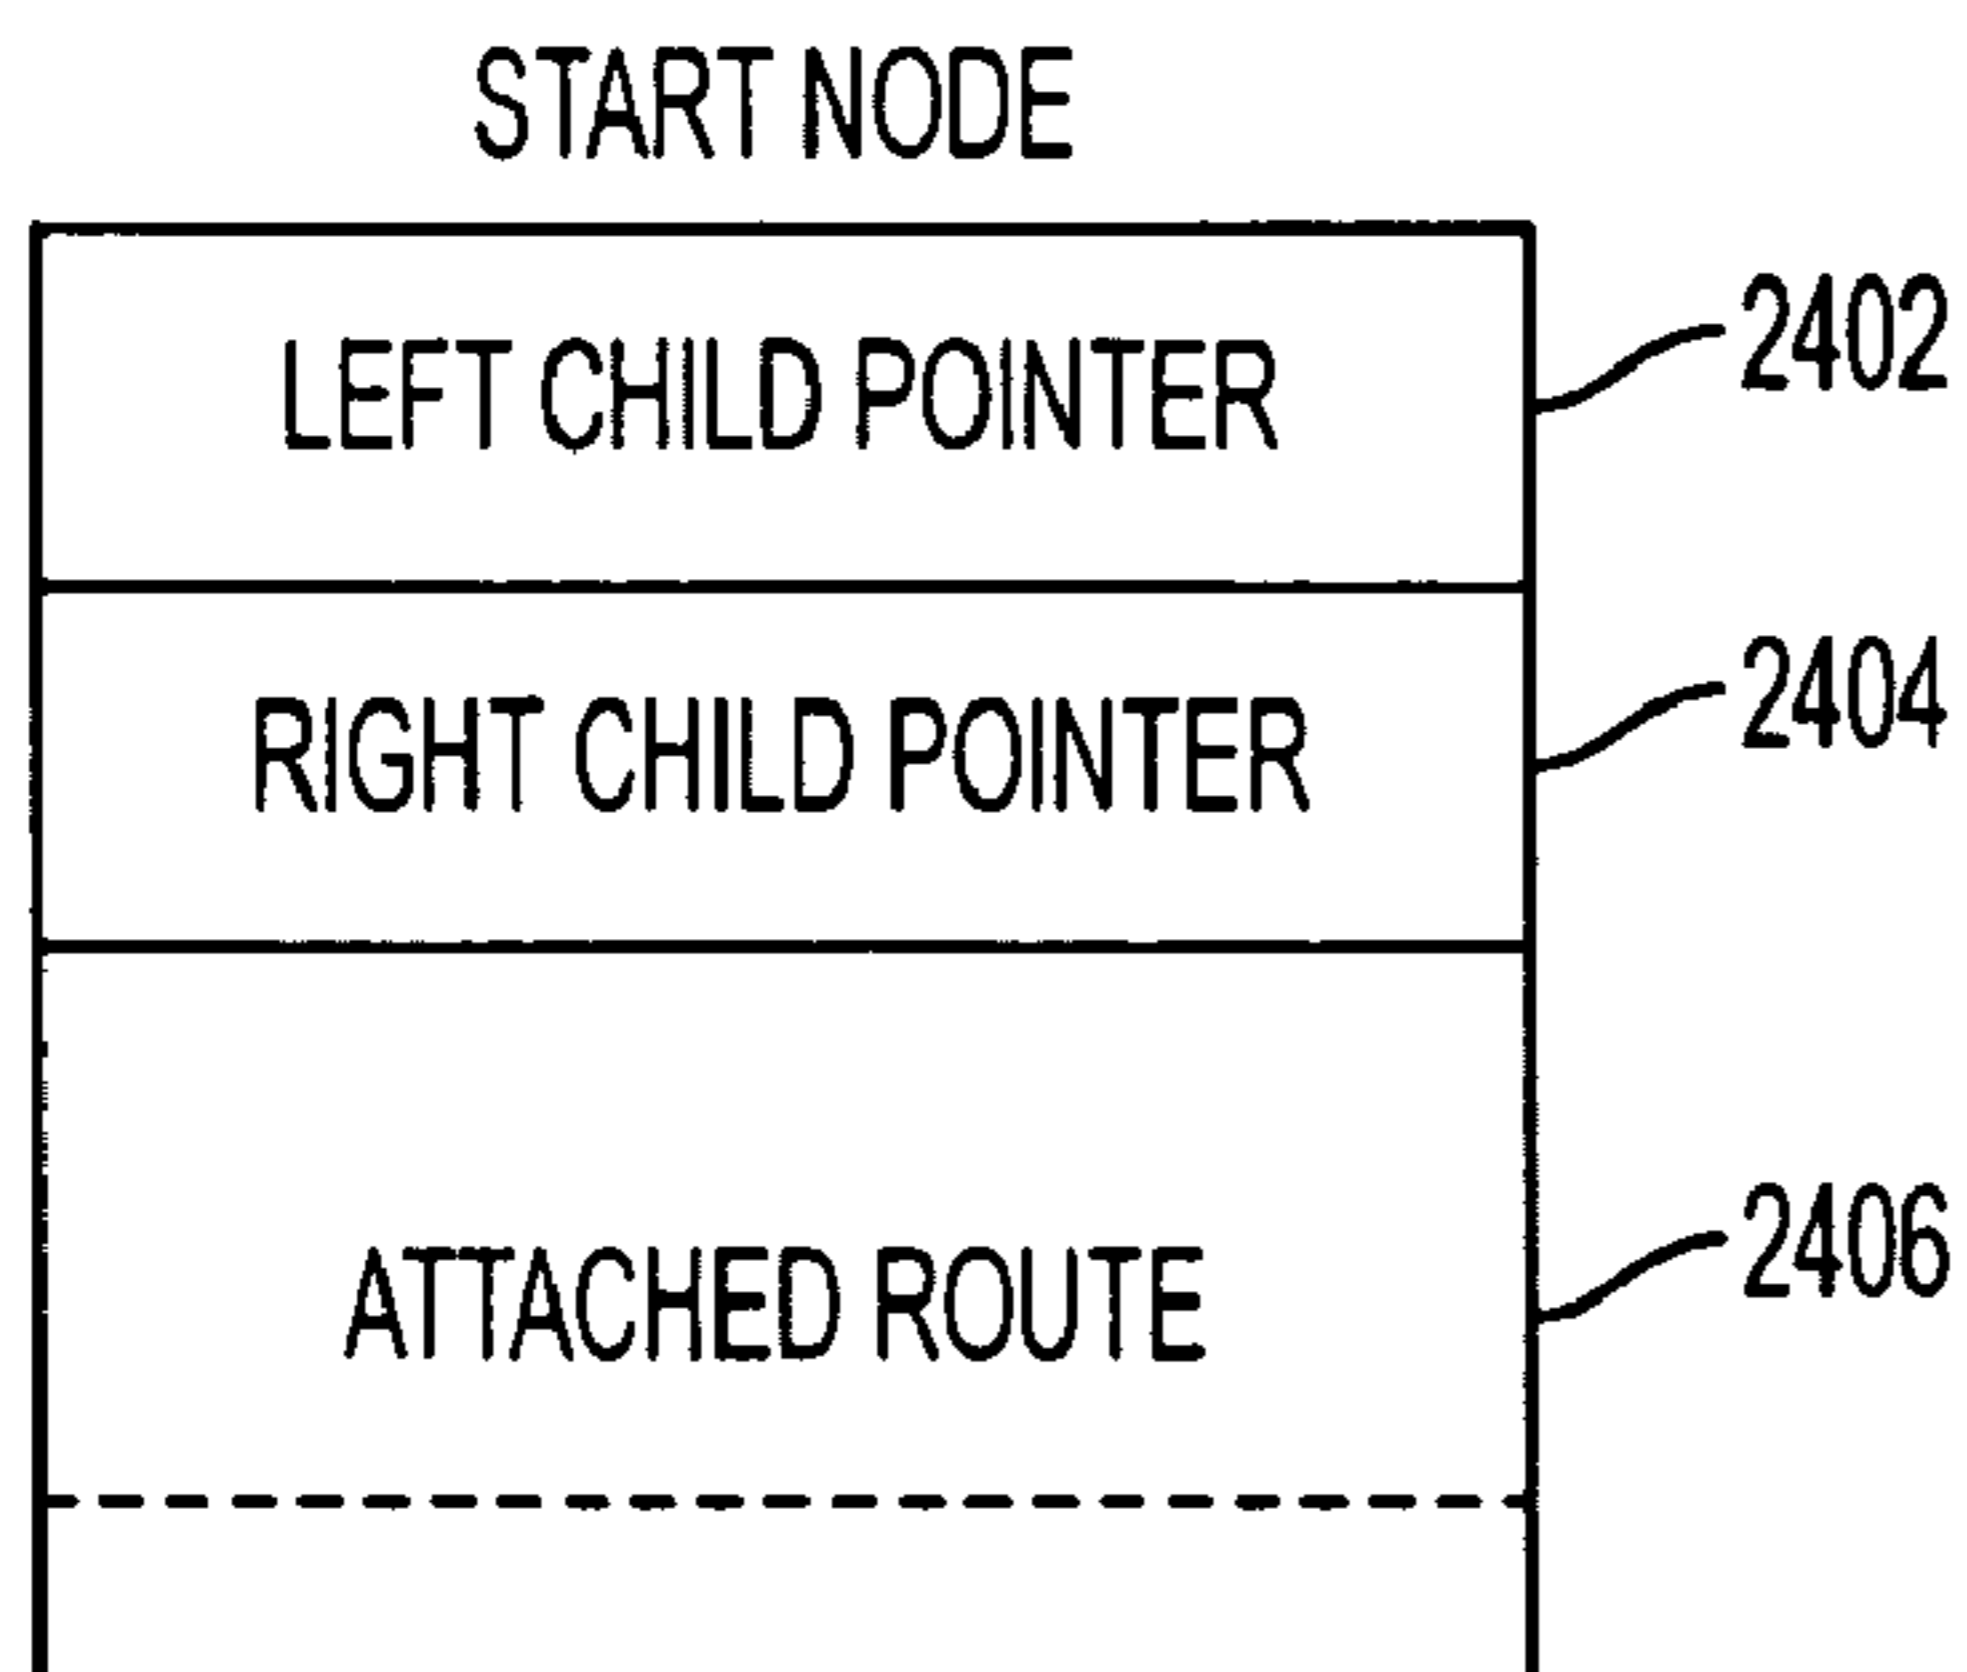 START NODE
LEFT CHILD POINTER
2402
RIGHT CHILD POINTER
2404
ATTACHED ROUTE
2406